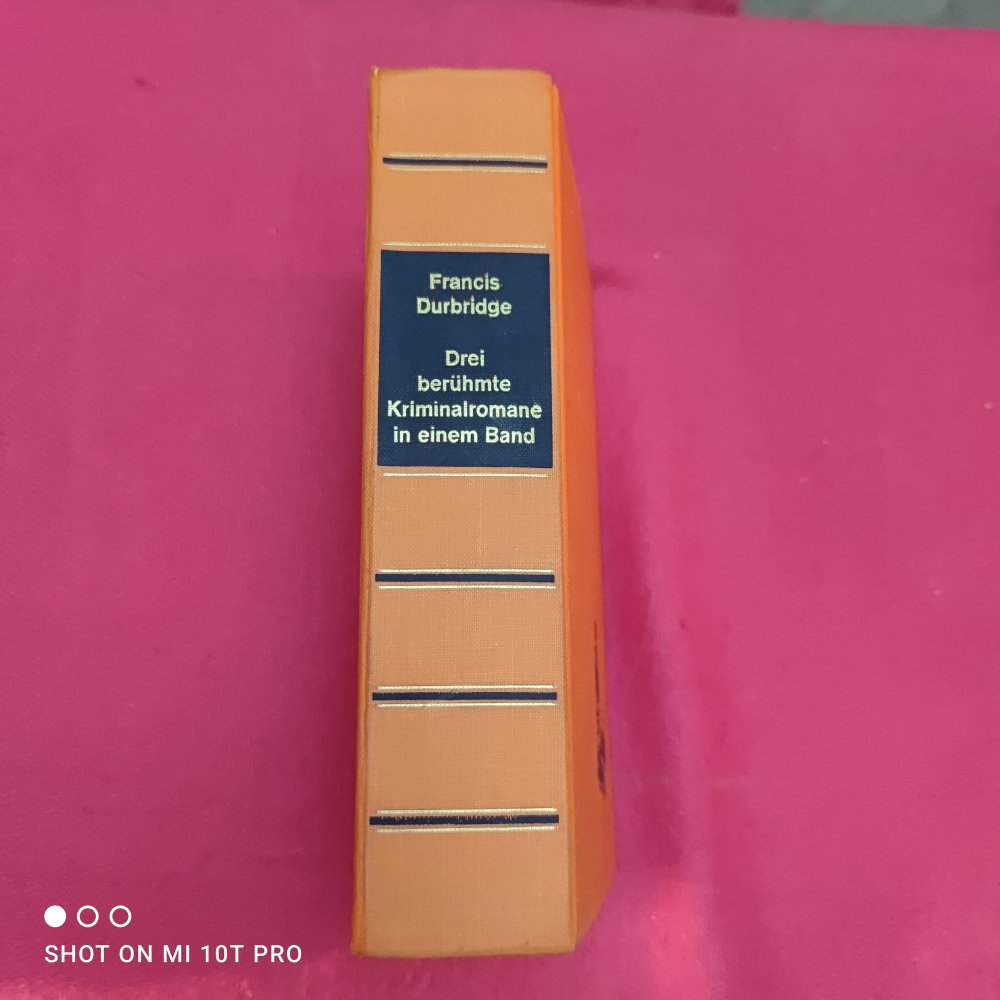 Francis
Durbridge
Drei
berühmte
Kriminalromane
in einem Band
SHOT ON MI 10T PRO